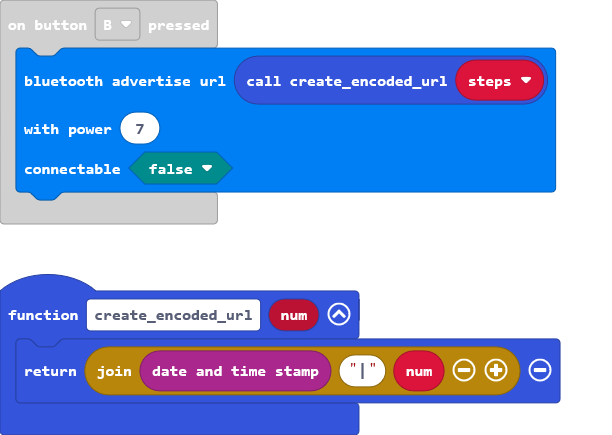 on button B pressed
bluetooth advertise url call create_encoded_url steps
with power 7
connectable false
function create_encoded_url num
return join date and time stamp "|" num